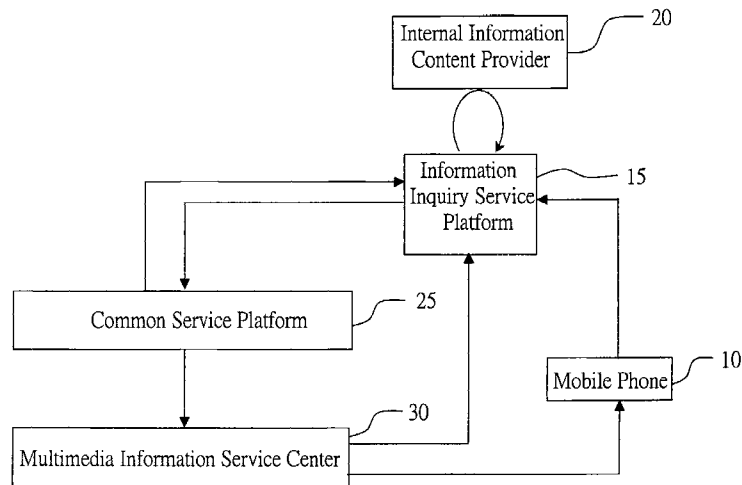 Internal Information
Content Provider
20
Information
Inquiry Service
Platform
15
Common Service Platform
25
Mobile Phone
10
Multimedia Information Service Center
30